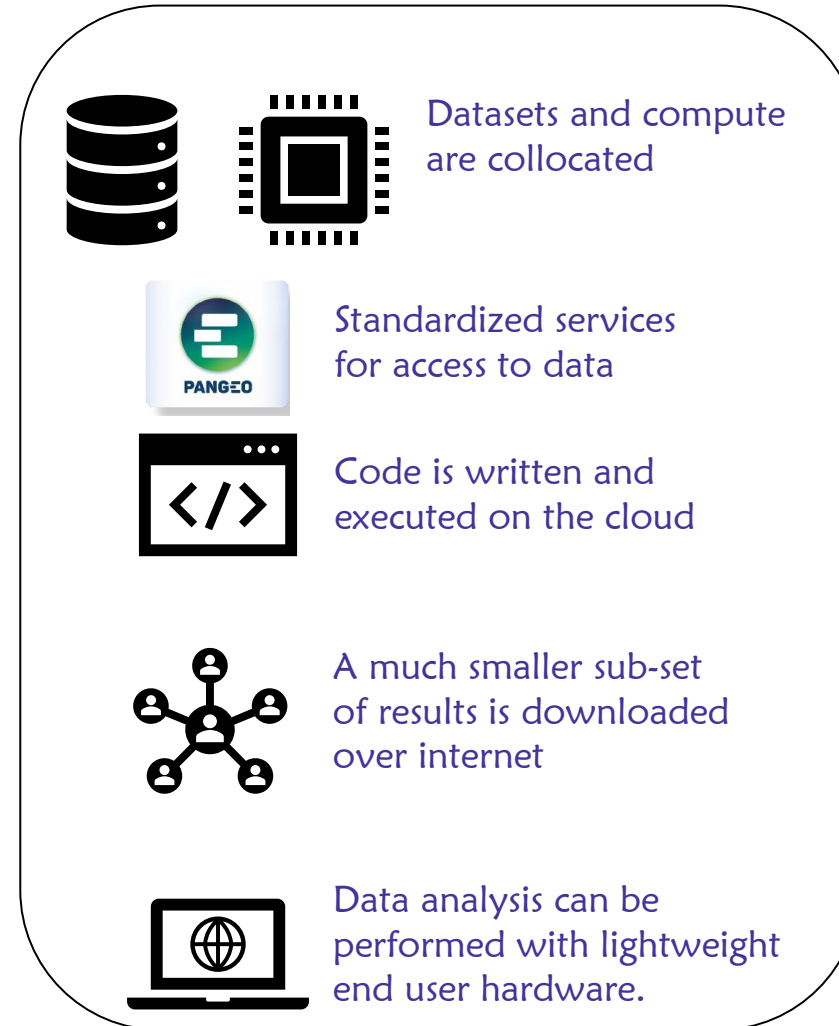 Datasets and compute
are collocated
PANGEO
Standardized services
for access to data
</>
Code is written and
executed on the cloud
A much smaller sub-set
of results is downloaded
over internet
Data analysis can be
performed with lightweight
end user hardware.